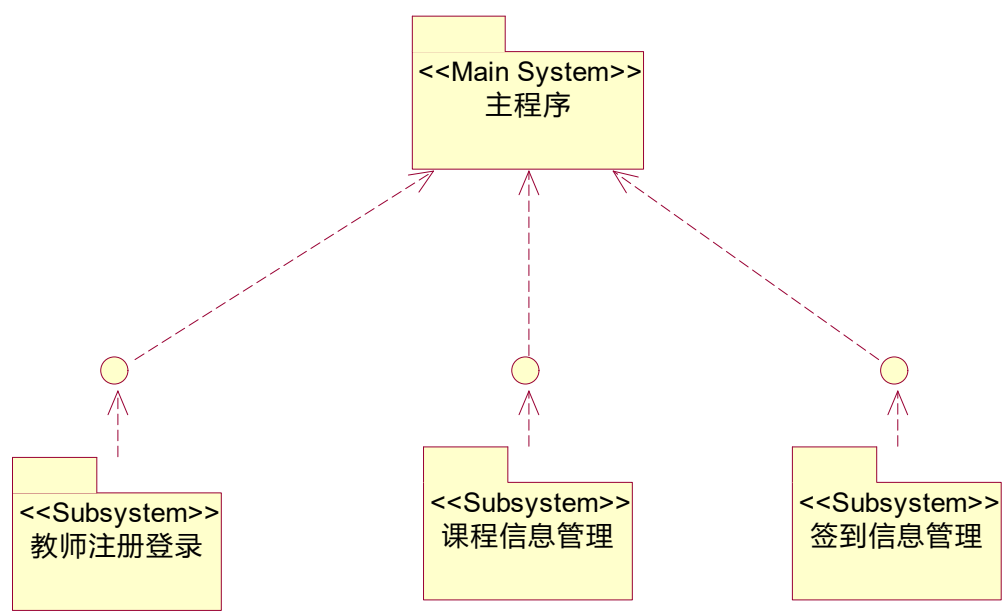 <<Main System>>
主程序
<<Subsystem>>
教师注册登录
<<Subsystem>>
课程信息管理
<<Subsystem>>
签到信息管理